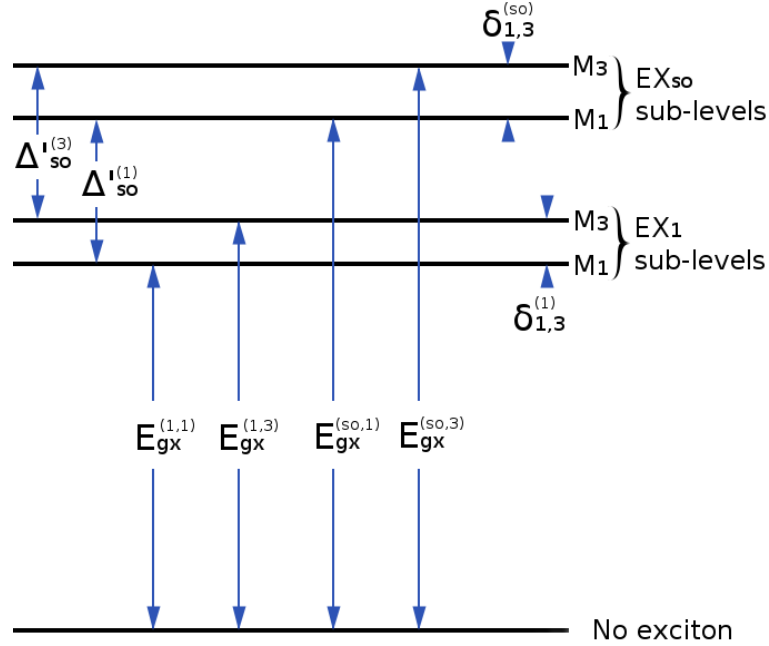 δ1,3(so)
M3
EXso
sub-levels
M1
Δ'so(3)
Δ'so(1)
M3
EX1
sub-levels
M1
δ1,3(1)
Egx(1,1)
Egx(1,3)
Egx(so,1)
Egx(so,3)
No exciton